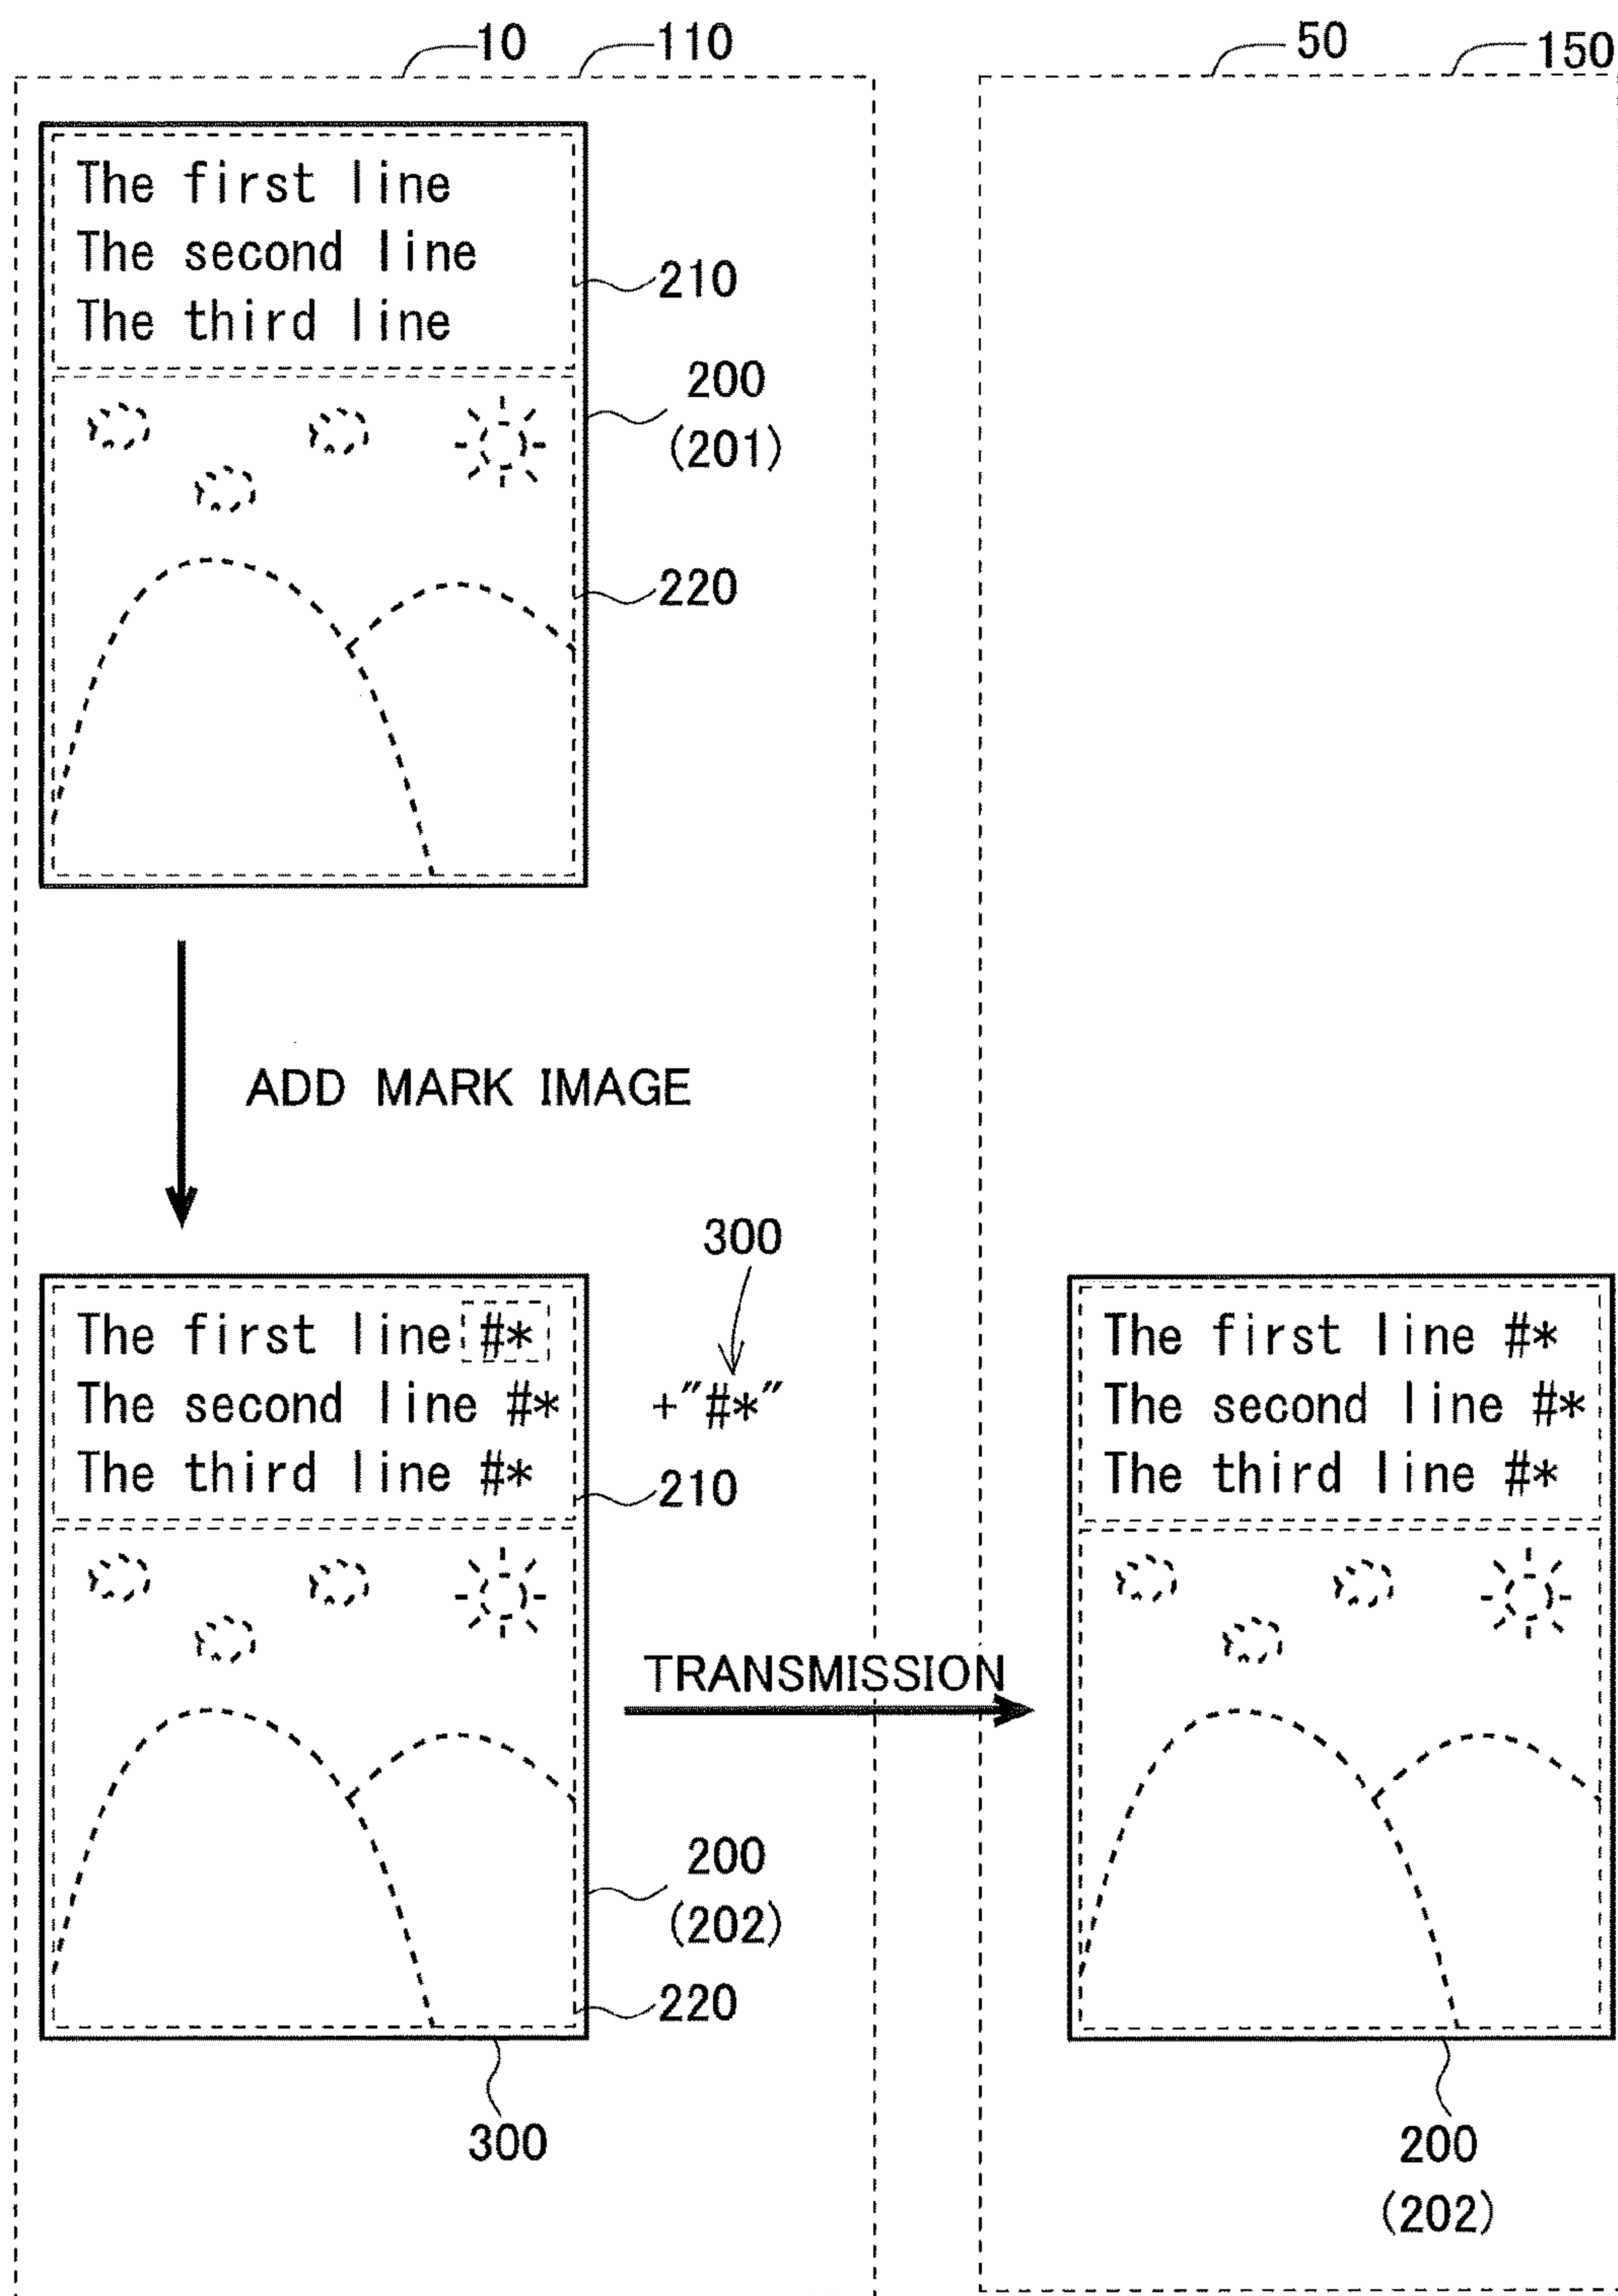 10 110 50 150
The first line
The second line
The third line
210
200
(201)
220
ADD MARK IMAGE
300
The first line #*
The second line #*
The third line #*
+"#*"
210
TRANSMISSION
200
(202)
220
300
The first line #*
The second line #*
The third line #*
200
(202)